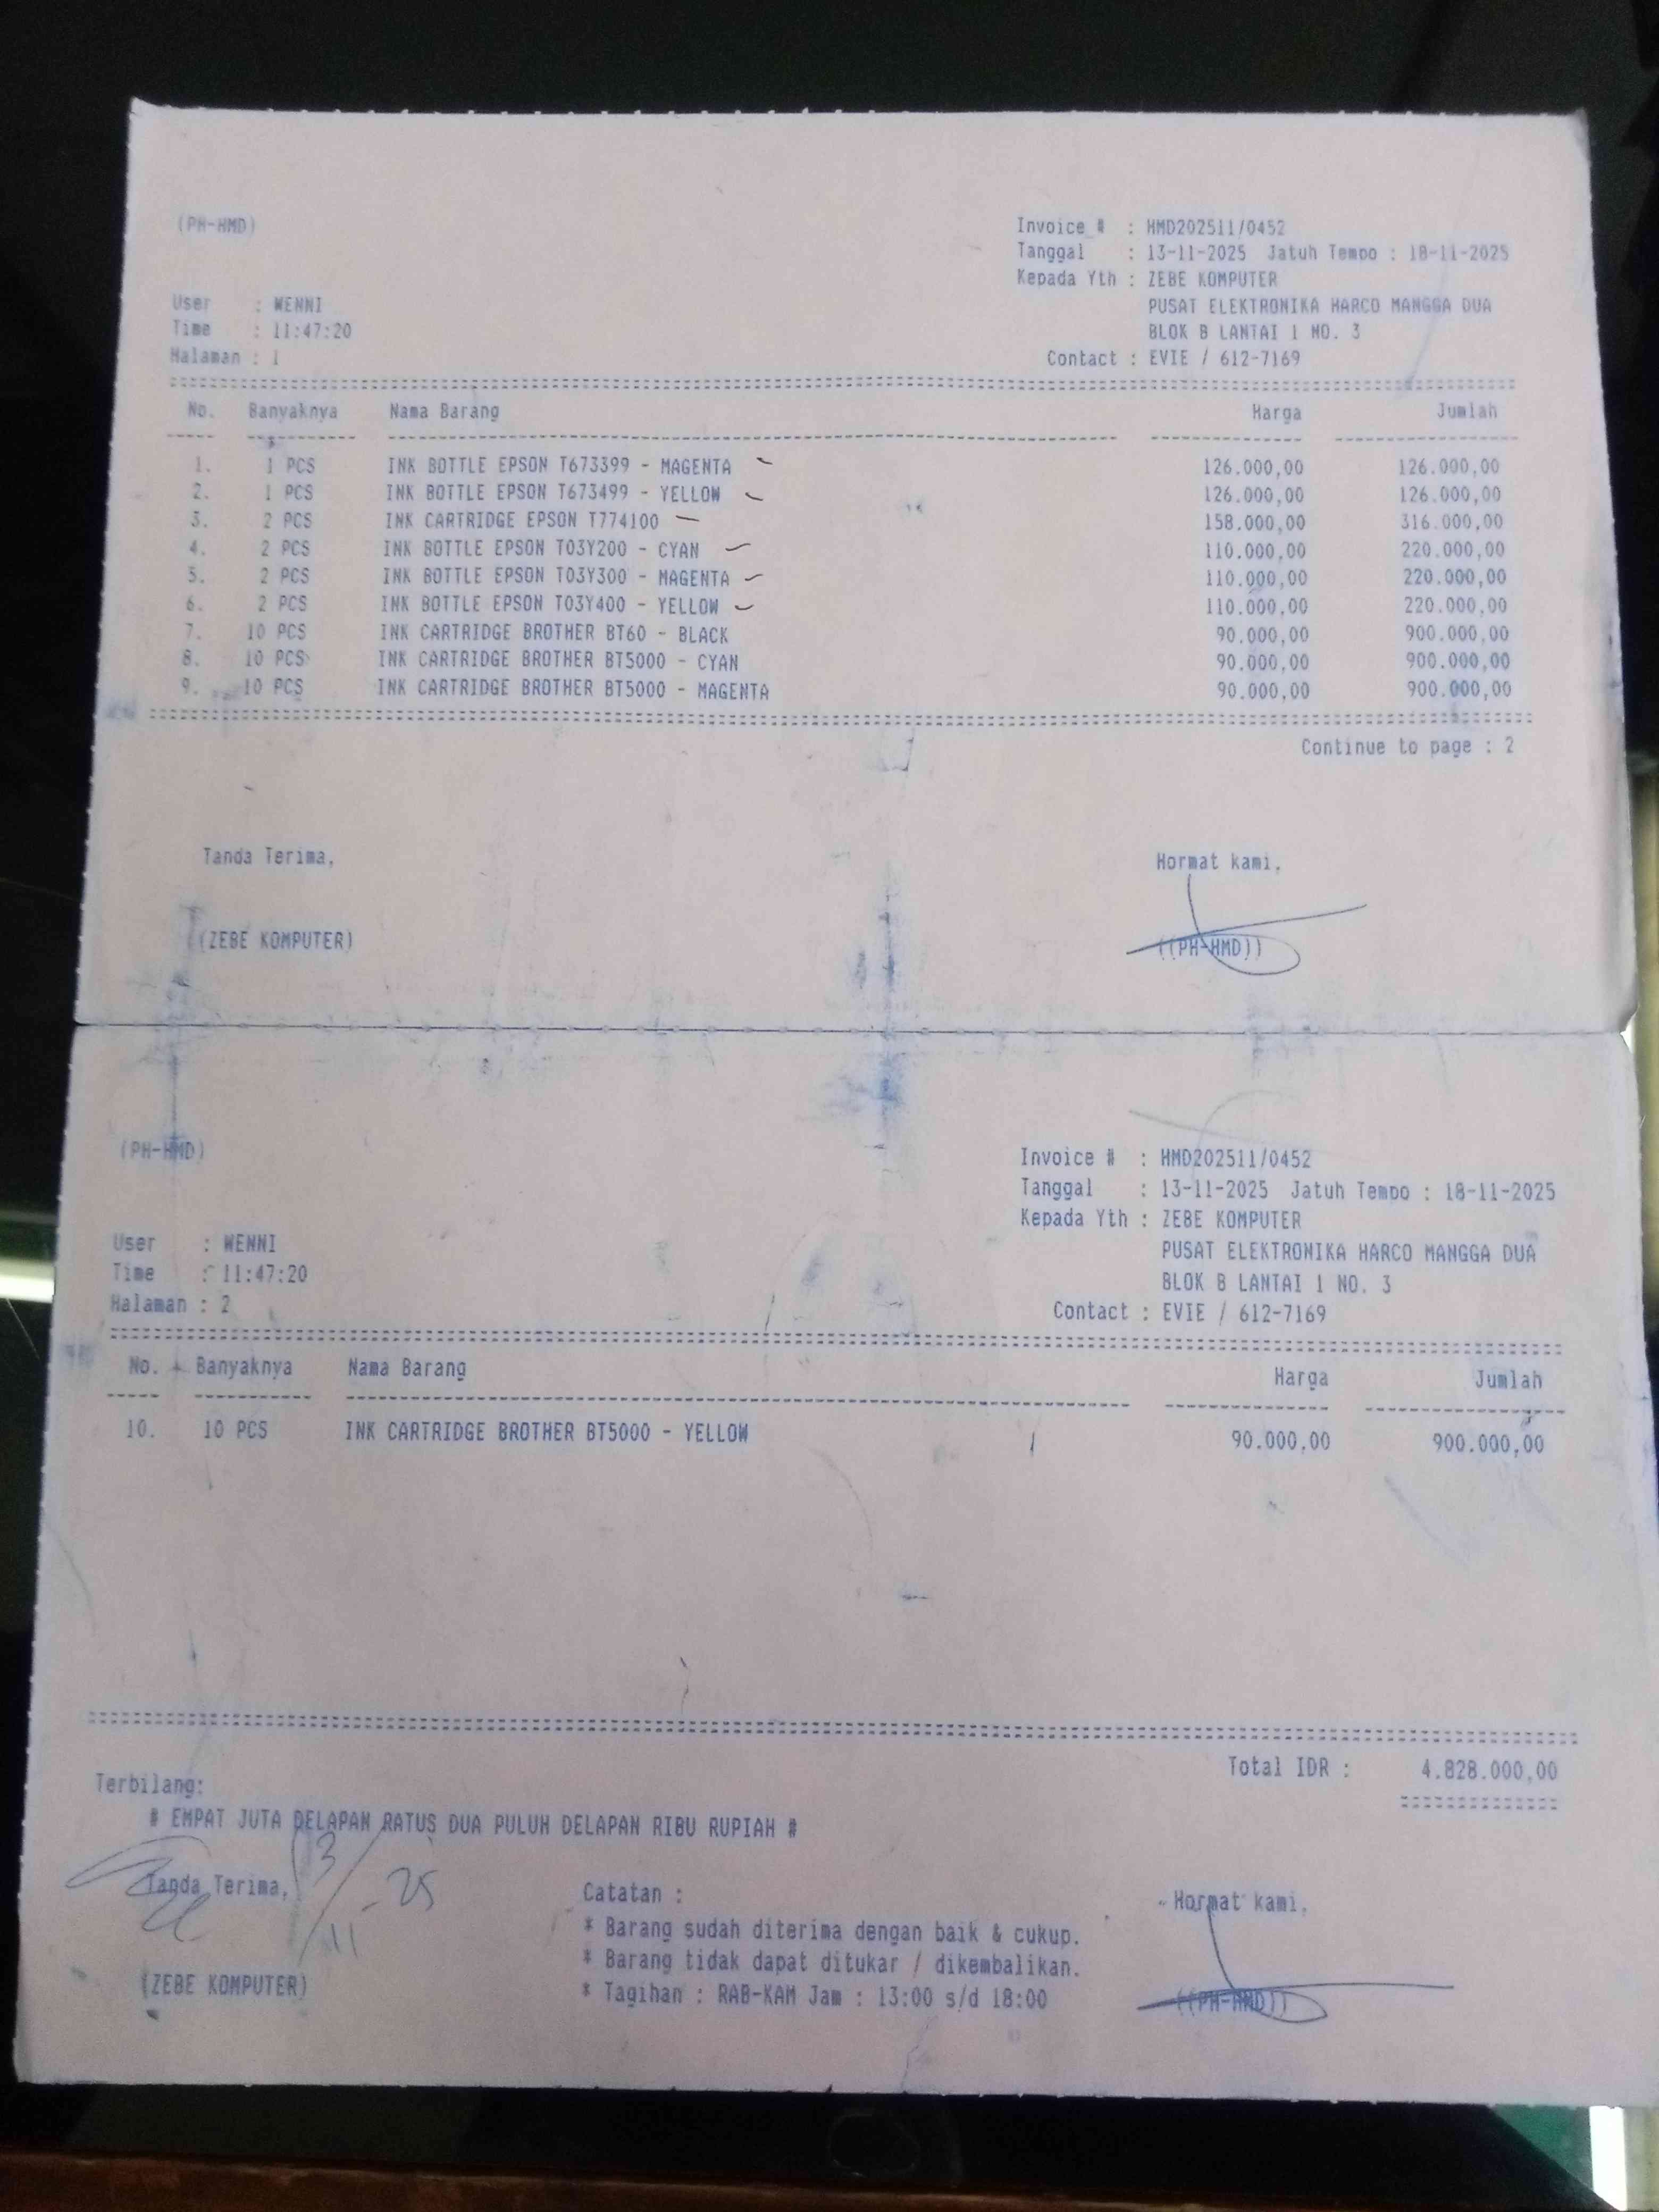 (PH-HMD)
Invoice # : HMD202511/0452
Tanggal : 13-11-2025 Jatuh Tempo : 18-11-2025
Kepada Yth : ZEBE KOMPUTER
PUSAT ELEKTRONIKA HARCO MANGGA DUA
BLOK B LANTAI 1 NO. 3
Contact : EVIE / 612-7169
User : WENNI
Time : 11:47:20
Halaman : 1
No. Banyaknya Nama Barang Harga Jumlah
1. 1 PCS INK BOTTLE EPSON T673399 - MAGENTA 126.000,00 126.000,00
2. 1 PCS INK BOTTLE EPSON T673499 - YELLOW 126.000,00 126.000,00
3. 2 PCS INK CARTRIDGE EPSON T774100 158.000,00 316.000,00
4. 2 PCS INK BOTTLE EPSON T03Y200 - CYAN 110.000,00 220.000,00
5. 2 PCS INK BOTTLE EPSON T03Y300 - MAGENTA 110.000,00 220.000,00
6. 2 PCS INK BOTTLE EPSON T03Y400 - YELLOW 110.000,00 220.000,00
7. 10 PCS INK CARTRIDGE BROTHER BT60 - BLACK 90.000,00 900.000,00
8. 10 PCS INK CARTRIDGE BROTHER BT5000 - CYAN 90.000,00 900.000,00
9. 10 PCS INK CARTRIDGE BROTHER BT5000 - MAGENTA 90.000,00 900.000,00
Continue to page : 2
Tanda Terima, Hormat kami,
(ZEBE KOMPUTER) ((PH-HMD))
(PH-HMD)
Invoice # : HMD202511/0452
Tanggal : 13-11-2025 Jatuh Tempo : 18-11-2025
Kepada Yth : ZEBE KOMPUTER
PUSAT ELEKTRONIKA HARCO MANGGA DUA
BLOK B LANTAI 1 NO. 3
Contact : EVIE / 612-7169
User : WENNI
Time : 11:47:20
Halaman : 2
No. Banyaknya Nama Barang Harga Jumlah
10. 10 PCS INK CARTRIDGE BROTHER BT5000 - YELLOW 90.000,00 900.000,00
Total IDR : 4.828.000,00
Terbilang:
# EMPAT JUTA DELAPAN RATUS DUA PULUH DELAPAN RIBU RUPIAH #
Tanda Terima, 13/11-25
Catatan :
* Barang sudah diterima dengan baik & cukup.
* Barang tidak dapat ditukar / dikembalikan.
* Tagihan : RAB-KAM Jam : 13:00 s/d 18:00
Hormat kami,
(ZEBE KOMPUTER) ((PH-HMD))